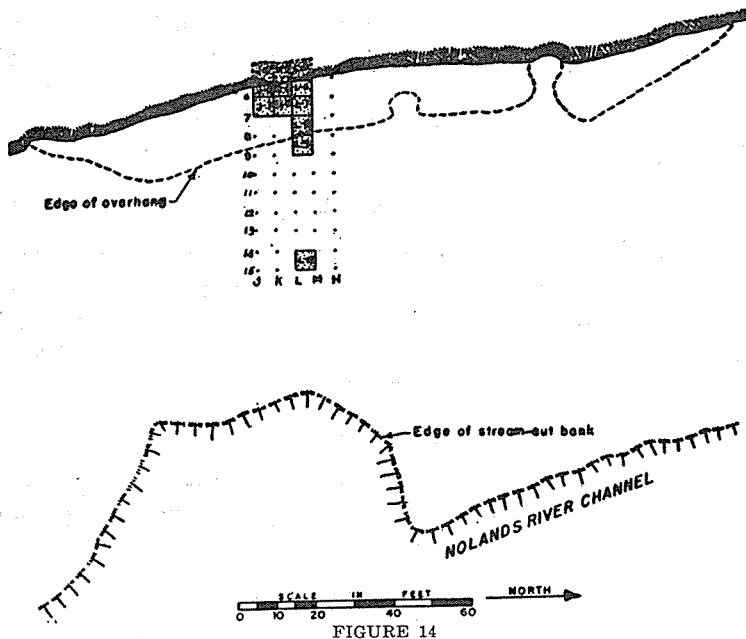 6
7
8
9
Edge of overhang
10
11
12
13
14
15
J K L M N
Edge of stream-cut bank
NOLANDS RIVER CHANNEL
SCALE IN FEET
0 10 20 40 60
NORTH
FIGURE 14